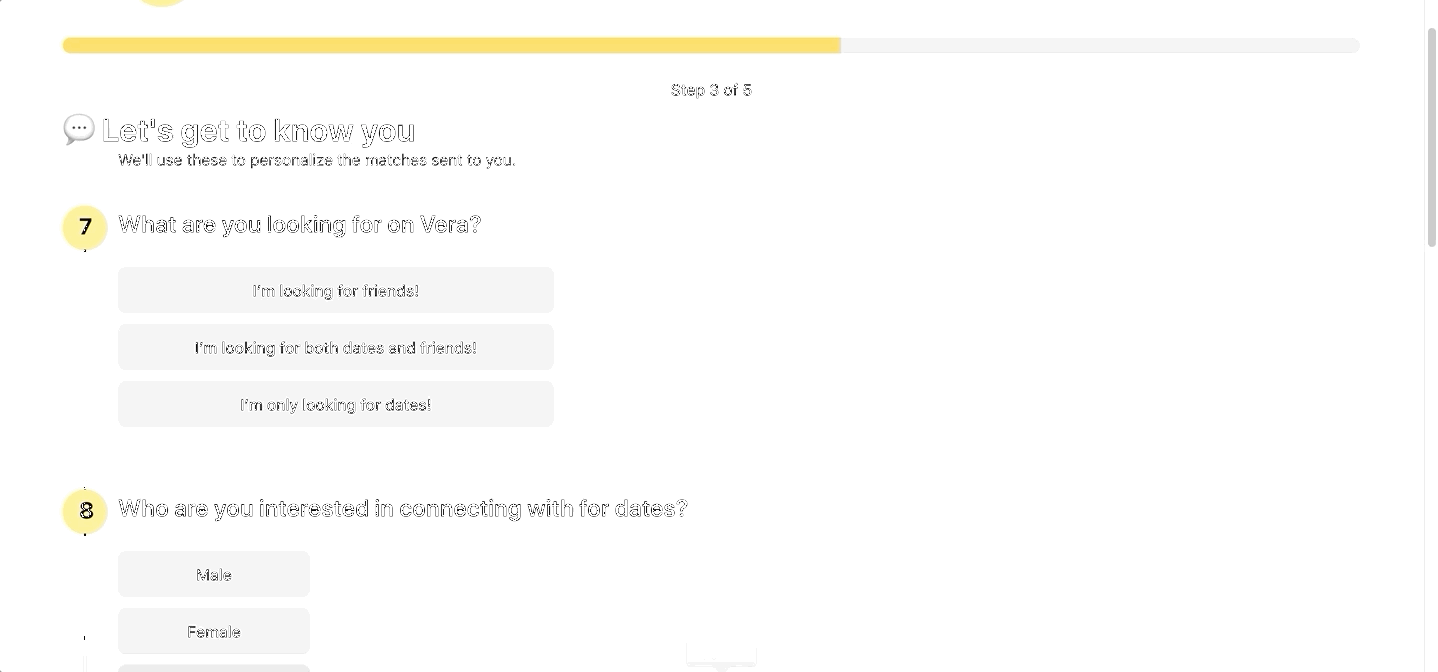 Step 3 of 5
Let's get to know you
We'll use these to personalize the matches sent to you.
7
What are you looking for on Vera?
I'm looking for friends!
I'm looking for both dates and friends!
I'm only looking for dates!
8
Who are you interested in connecting with for dates?
Male
Female